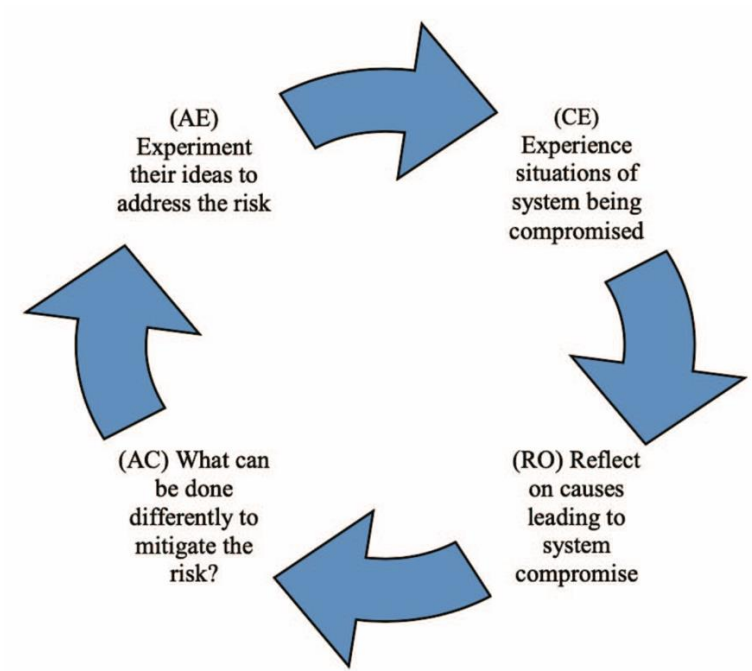 (AE)
Experiment
their ideas to
address the risk
(CE)
Experience
situations of
system being
compromised
(RO) Reflect
on causes
leading to
system
compromise
(AC) What can
be done
differently to
mitigate the
risk?